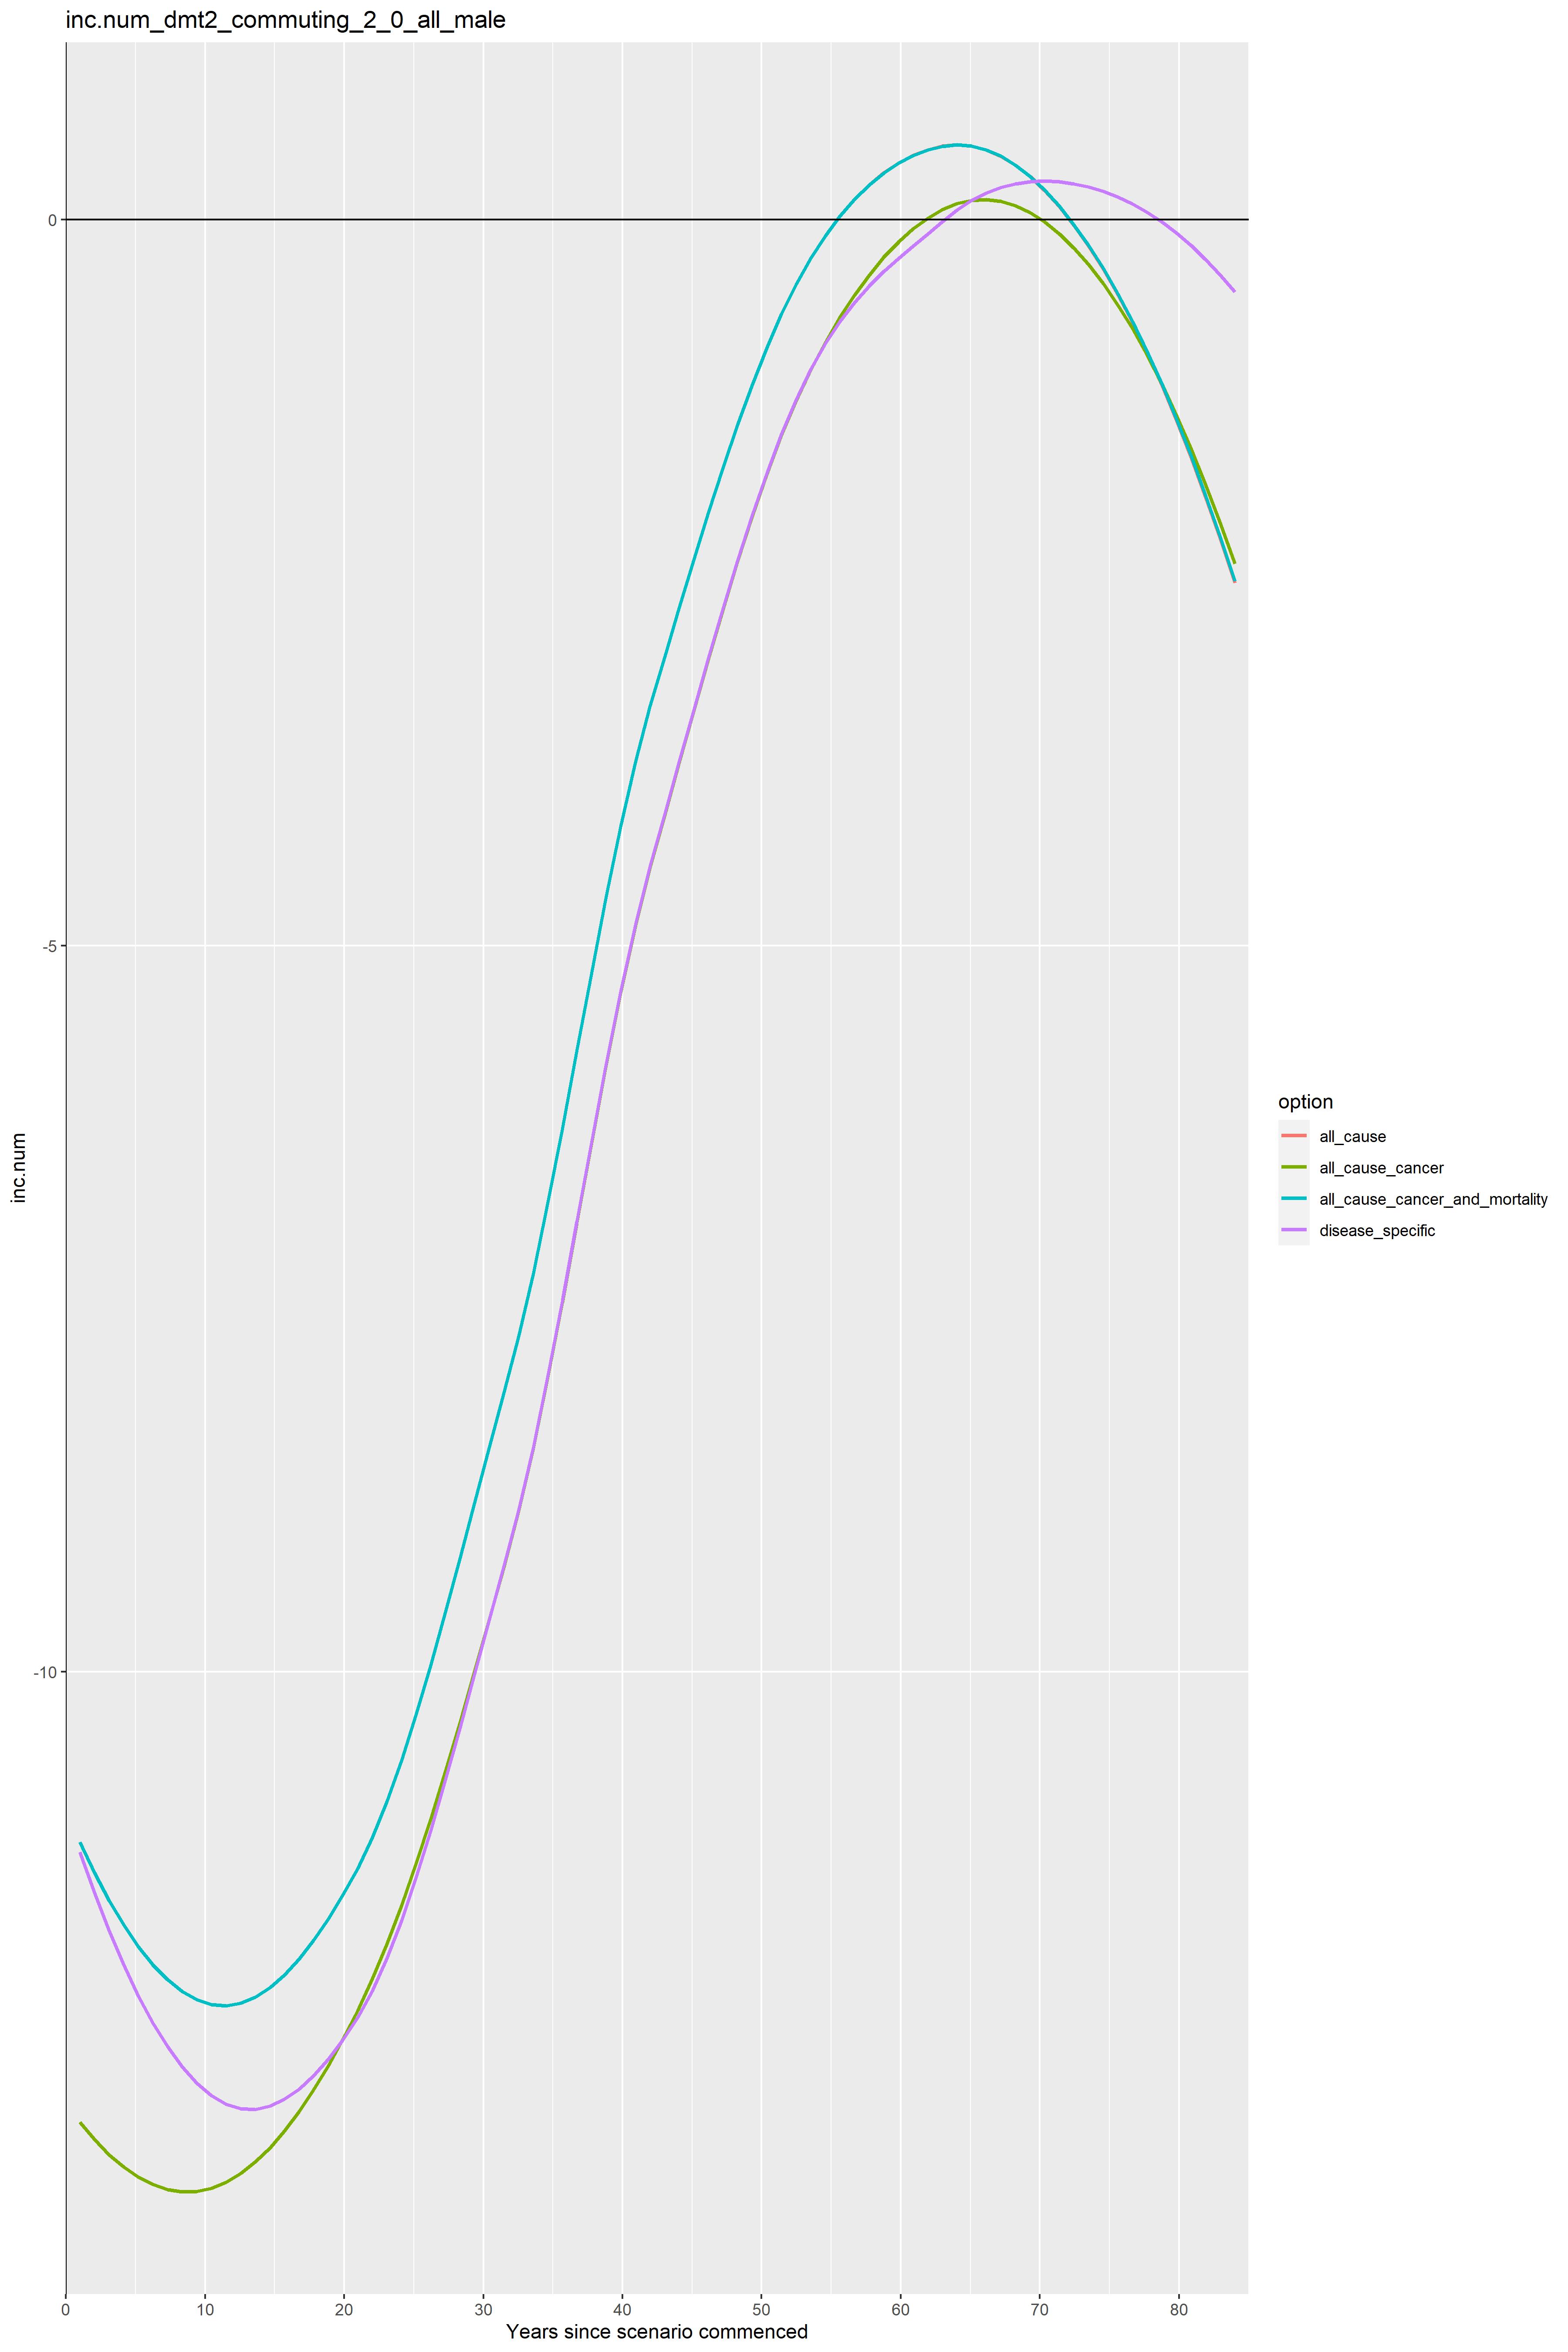 inc.num_dmt2_commuting_2_0_all_male
0
-5
-10
inc.num
0 10 20 30 40 50 60 70 80
Years since scenario commenced
option
all_cause
all_cause_cancer
all_cause_cancer_and_mortality
disease_specific